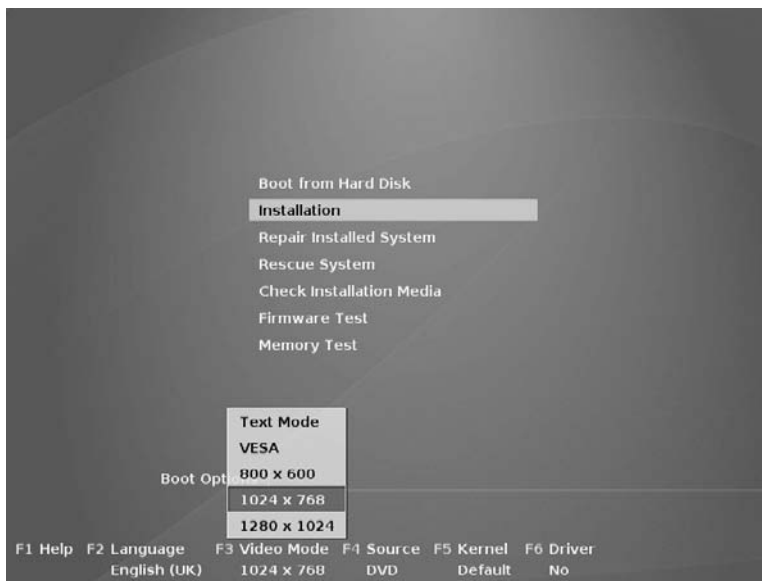 Boot from Hard Disk
Installation
Repair Installed System
Rescue System
Check Installation Media
Firmware Test
Memory Test
Text Mode
VESA
800 x 600
Boot Opt
1024 x 768
1280 x 1024
F1 Help F2 Language F3 Video Mode F4 Source F5 Kernel F6 Driver
English (UK) 1024 x 768 DVD Default No